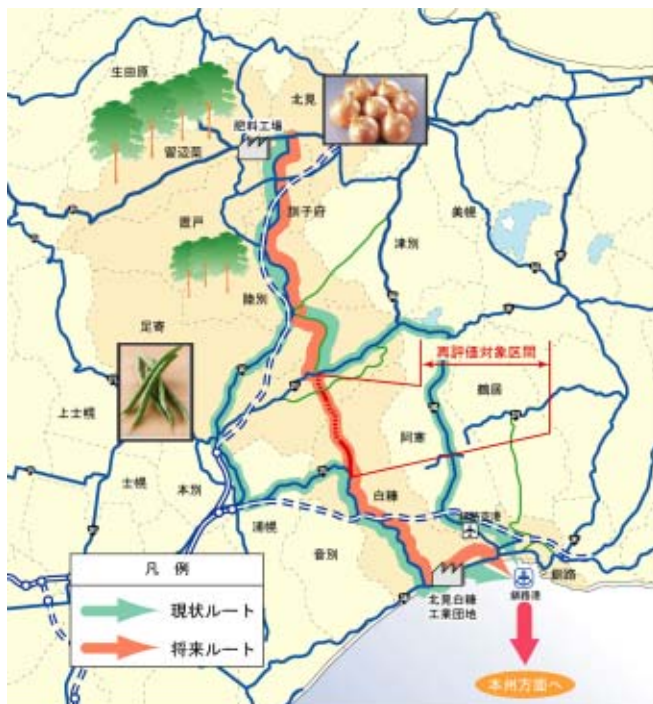 生田原
北見
肥料工場
留辺蘂
訓子府
美幌
置戸
津別
陸別
足寄
再評価対象区間
鶴居
上士幌
阿寒
士幌
本別
白糠
浦幌
釧路空港
音別
凡 例
現状ルート
将来ルート
北見白糠
工業団地
釧路港
釧路
本州方面へ